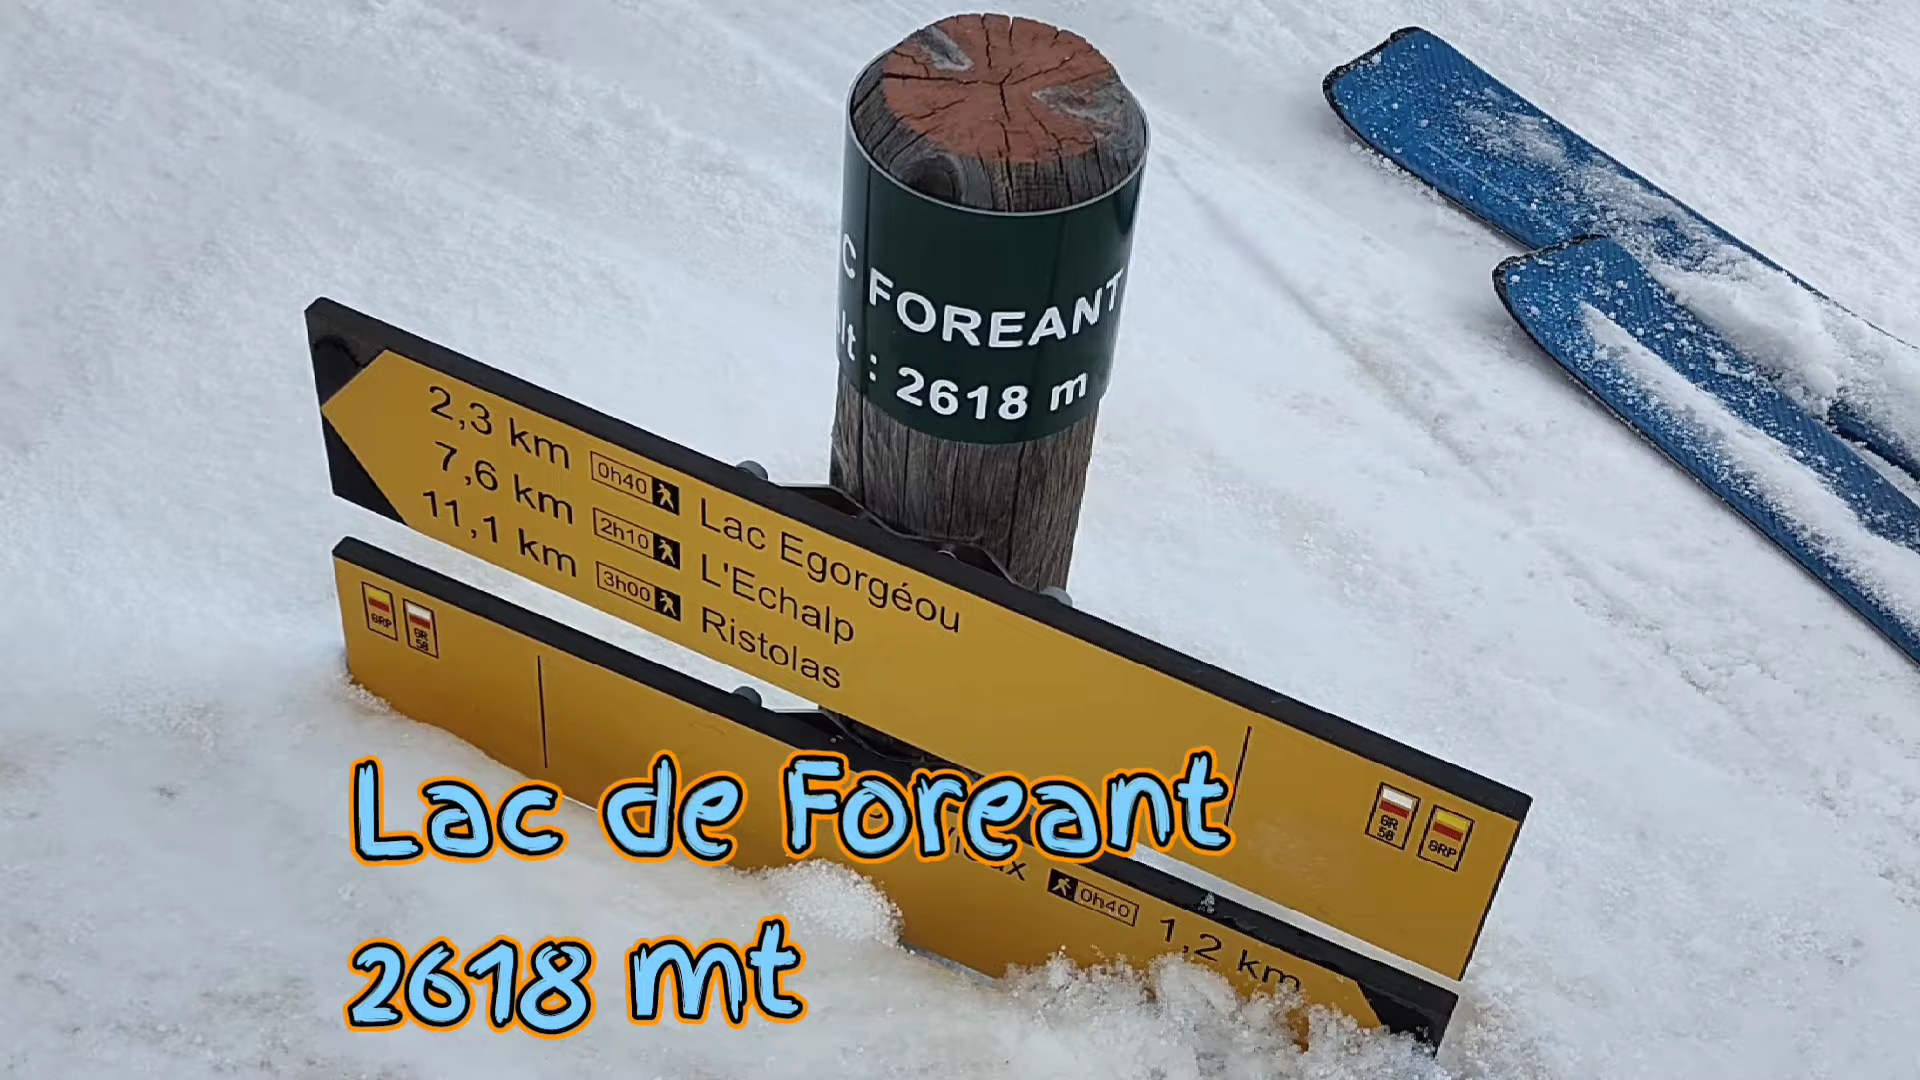 C FOREANT
lt : 2618 m
2,3 km 0h40 Lac Egorgéou
7,6 km 2h10 L'Echalp
11,1 km 3h00 Ristolas
GR 58 GRP
GRP GR 58
0h40 1,2 km
Lac de Foreant
2618 mt